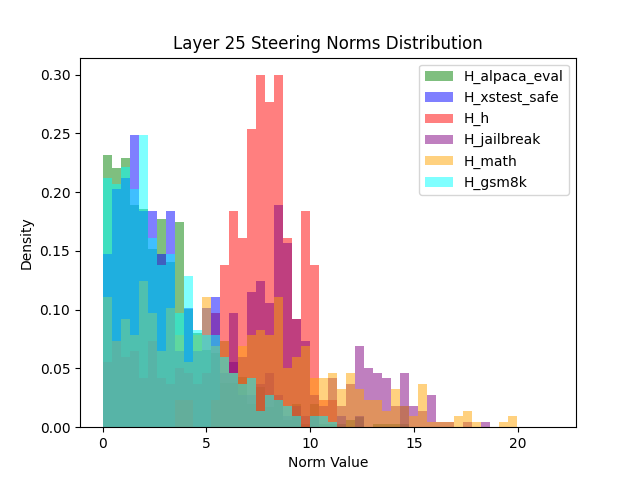 Layer 25 Steering Norms Distribution
0.30
0.25
0.20
0.15
0.10
0.05
0.00
Density
H_alpaca_eval
H_xstest_safe
H_h
H_jailbreak
H_math
H_gsm8k
0 5 10 15 20
Norm Value